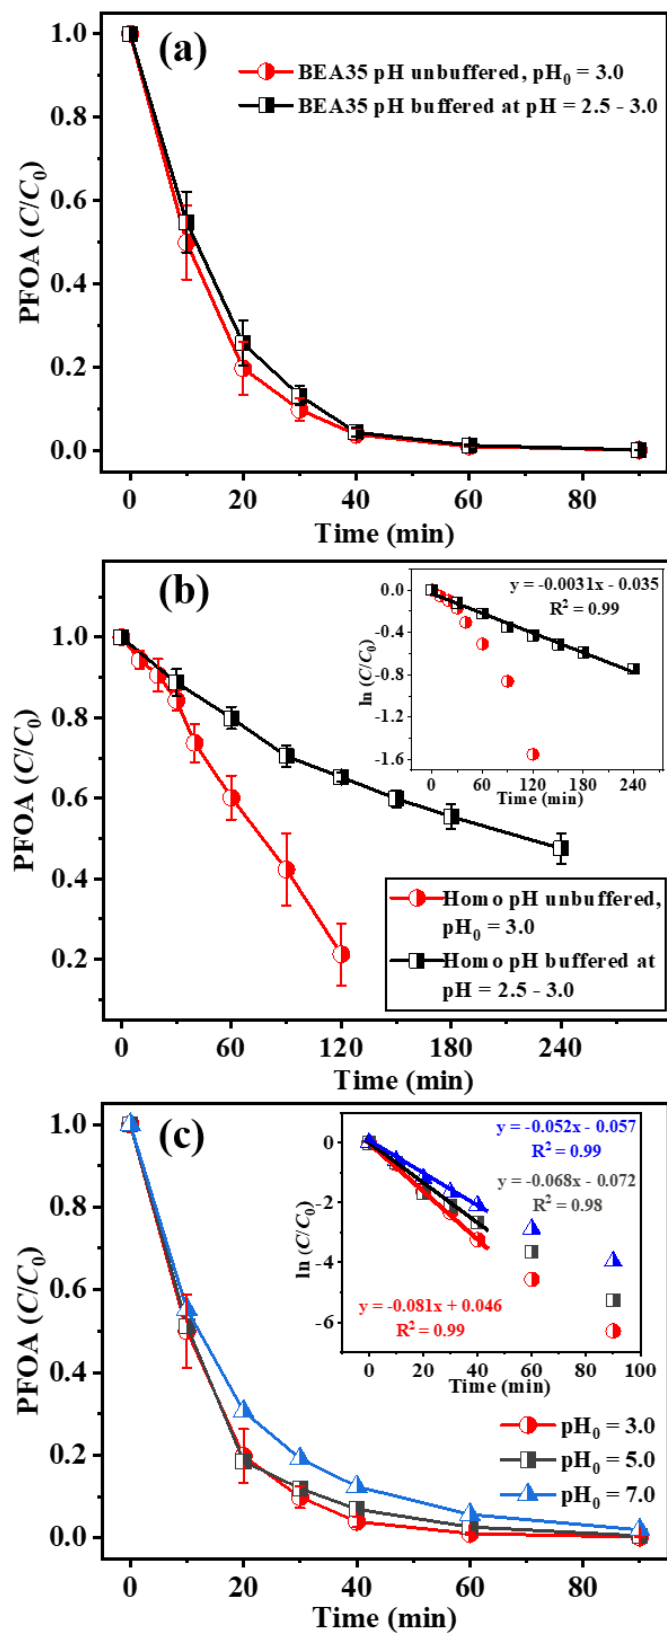 (a)
BEA35 pH unbuffered, pH₀ = 3.0
BEA35 pH buffered at pH = 2.5 - 3.0
PFOA (C/C₀)
1.0
0.8
0.6
0.4
0.2
0.0
0 20 40 60 80
Time (min)
(b)
PFOA (C/C₀)
1.0
0.8
0.6
0.4
0.2
0 60 120 180 240
Time (min)
y = -0.0031x - 0.035
R² = 0.99
ln (C/C₀)
0.0
-0.4
-0.8
-1.2
-1.6
0 60 120 180 240
Time (min)
Homo pH unbuffered,
pH₀ = 3.0
Homo pH buffered at
pH = 2.5 - 3.0
(c)
PFOA (C/C₀)
1.0
0.8
0.6
0.4
0.2
0.0
0 20 40 60 80
Time (min)
y = -0.052x - 0.057
R² = 0.99
y = -0.068x - 0.072
R² = 0.98
y = -0.081x + 0.046
R² = 0.99
ln (C/C₀)
0
-2
-4
-6
0 20 40 60 80 100
Time (min)
pH₀ = 3.0
pH₀ = 5.0
pH₀ = 7.0